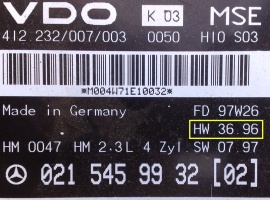 VDO K 03 MSE
412.232/007/003 0050 H10 S03
*M004W71E10032*
Made in Germany FD 97W26
HW 36.96
HM 0047 HM 2.3L 4 Zyl. SW 07.97
021 545 99 32 [02]